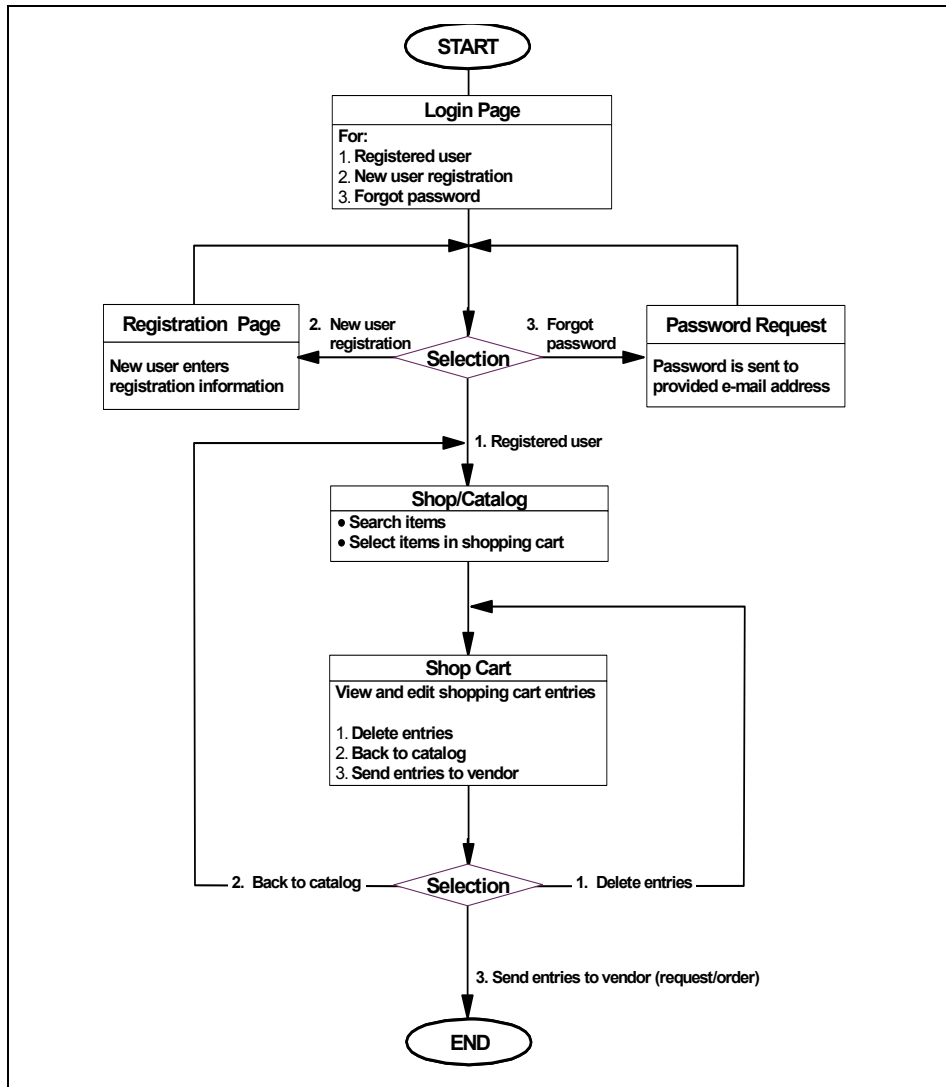 START
Login Page
For:
1. Registered user
2. New user registration
3. Forgot password
Registration Page
New user enters
registration information
2. New user
registration
Selection
3. Forgot
password
Password Request
Password is sent to
provided e-mail address
1. Registered user
Shop/Catalog
• Search items
• Select items in shopping cart
Shop Cart
View and edit shopping cart entries
1. Delete entries
2. Back to catalog
3. Send entries to vendor
2. Back to catalog
Selection
1. Delete entries
3. Send entries to vendor (request/order)
END